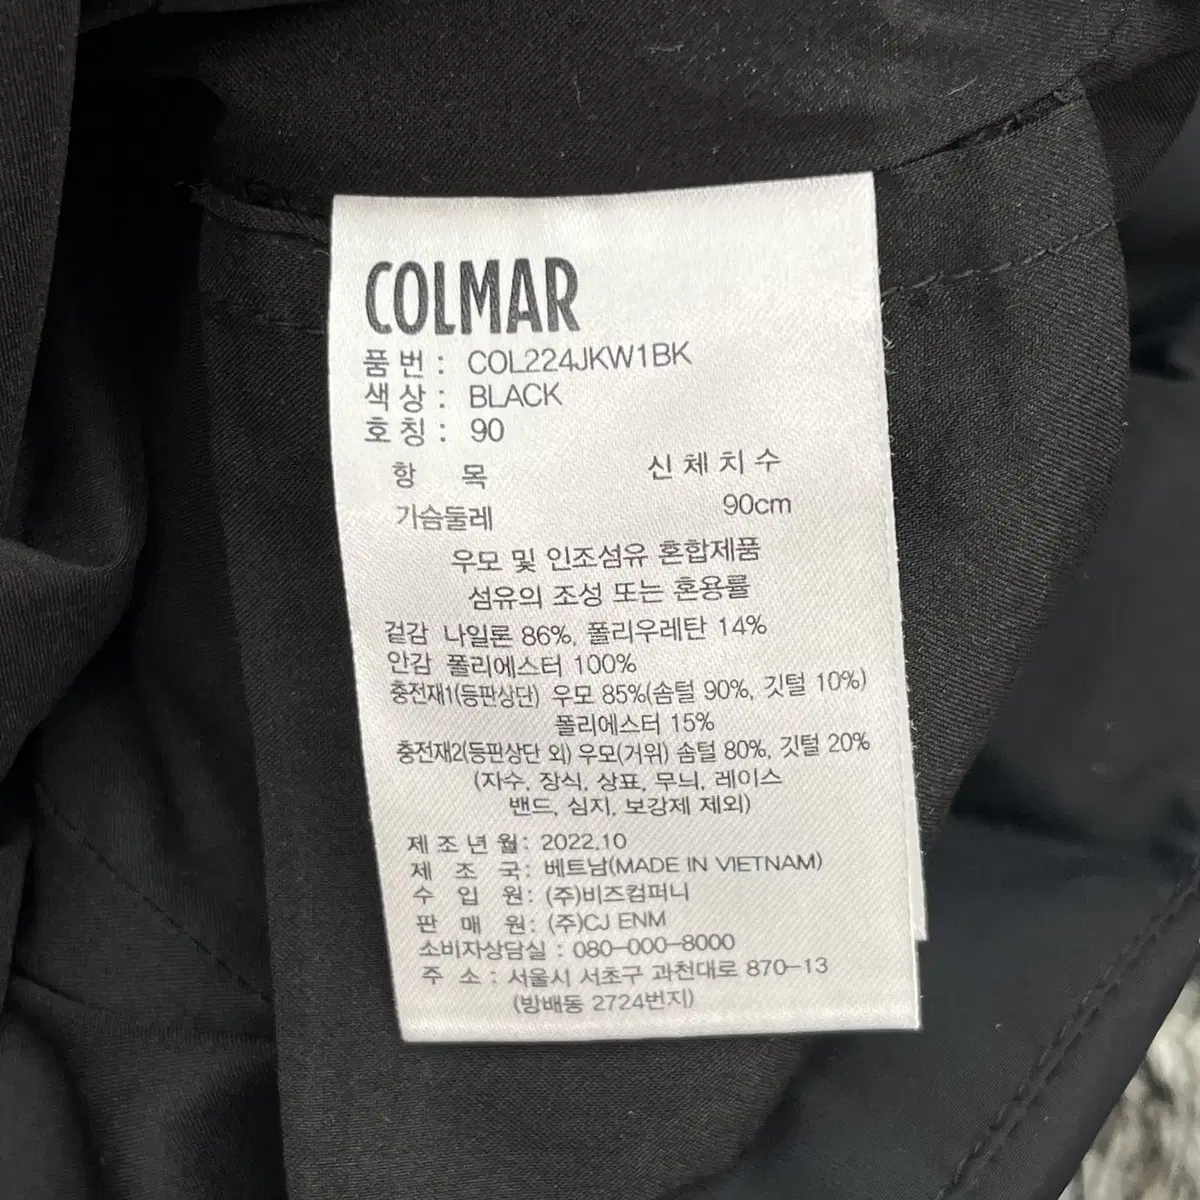 COLMAR
품 번 : COL224JKW1BK
색 상 : BLACK
호 칭 : 90
항 목 신 체 치 수
가슴둘레 90cm
우모 및 인조섬유 혼합제품
섬유의 조성 또는 혼용률
겉감 나일론 86%, 폴리우레탄 14%
안감 폴리에스터 100%
충전재1(등판상단) 우모 85%(솜털 90%, 깃털 10%)
폴리에스터 15%
충전재2(등판상단 외) 우모(거위) 솜털 80%, 깃털 20%
(자수, 장식, 상표, 무늬, 레이스
밴드, 심지, 보강제 제외)
제 조 년 월 : 2022.10
제 조 국 : 베트남(MADE IN VIETNAM)
수 입 원 : (주)비즈컴퍼니
판 매 원 : (주)CJ ENM
소비자상담실 : 080-000-8000
주 소 : 서울시 서초구 과천대로 870-13
(방배동 2724번지)